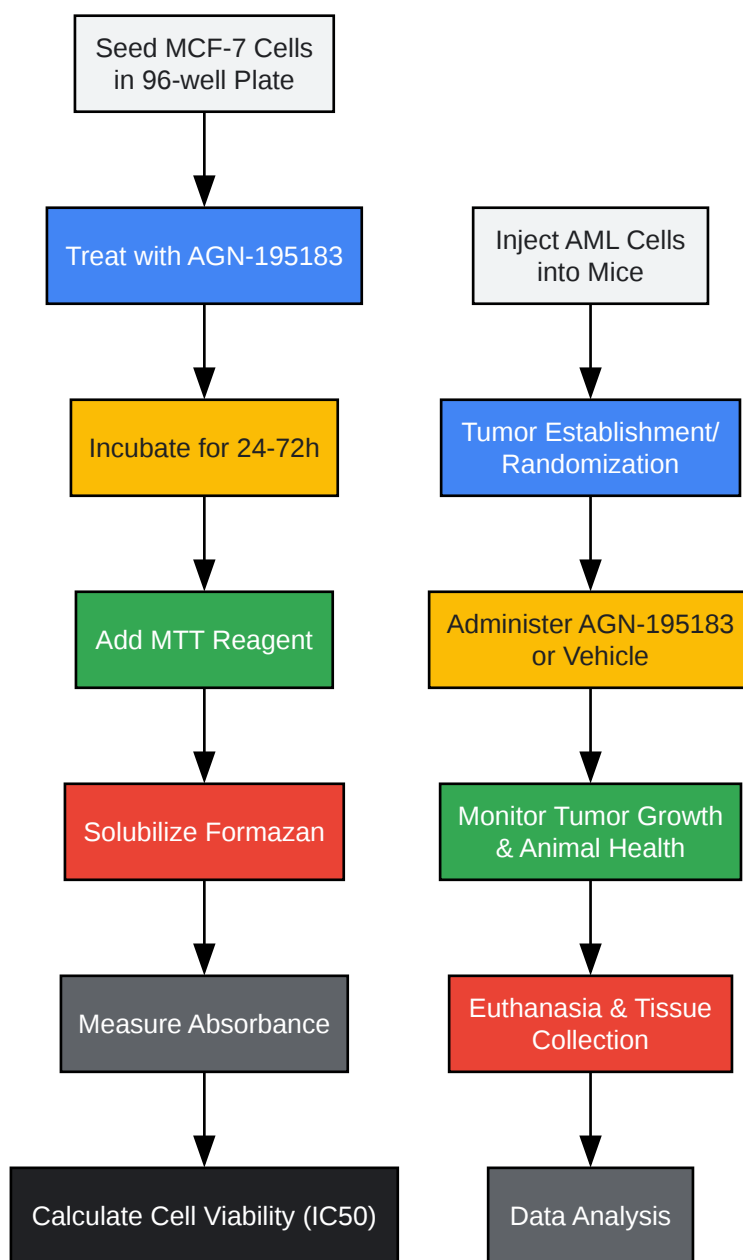 Seed MCF-7 Cells
in 96-well Plate
Treat with AGN-195183
Incubate for 24-72h
Add MTT Reagent
Solubilize Formazan
Measure Absorbance
Calculate Cell Viability (IC50)
Inject AML Cells
into Mice
Tumor Establishment/
Randomization
Administer AGN-195183
or Vehicle
Monitor Tumor Growth
& Animal Health
Euthanasia & Tissue
Collection
Data Analysis